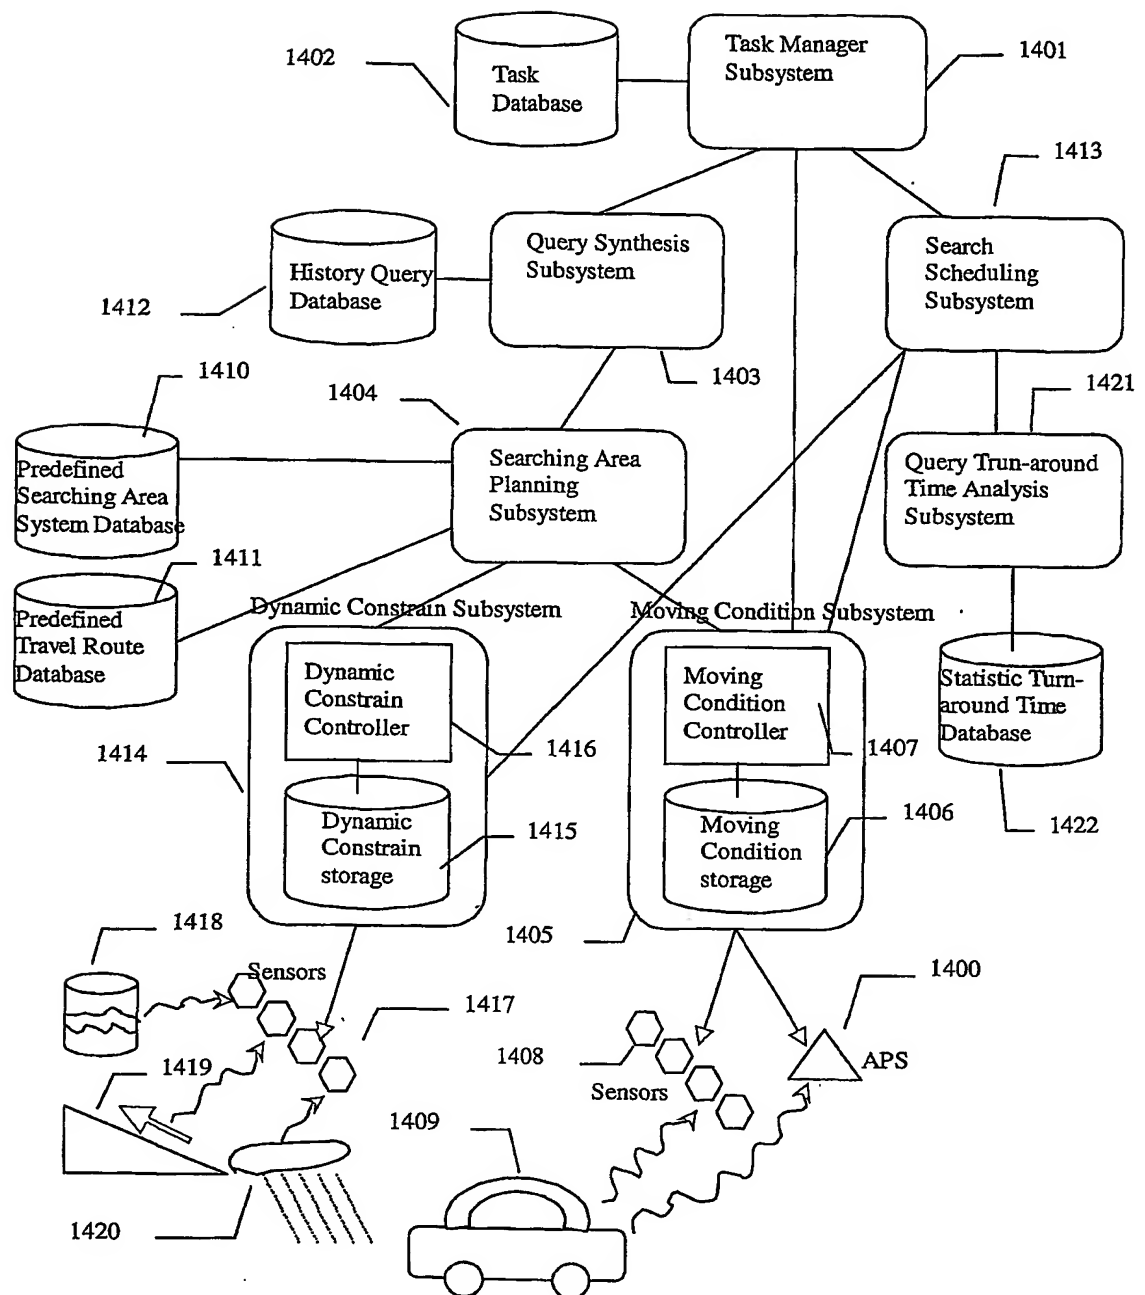 1402
Task
Database
Task Manager
Subsystem
1401
1413
History Query
Database
1412
Query Synthesis
Subsystem
1403
Search
Scheduling
Subsystem
1410
1404
1421
Predefined
Searching Area
System Database
Searching Area
Planning
Subsystem
Query Trun-around
Time Analysis
Subsystem
1411
Predefined
Travel Route
Database
Dynamic Constrain Subsystem
Moving Condition Subsystem
Dynamic
Constrain
Controller
1416
1414
Moving
Condition
Controller
1407
Statistic Turn-
around Time
Database
1422
Dynamic
Constrain
storage
1415
Moving
Condition
storage
1406
1405
1418
Sensors
1417
1400
1408
Sensors
APS
1419
1409
1420